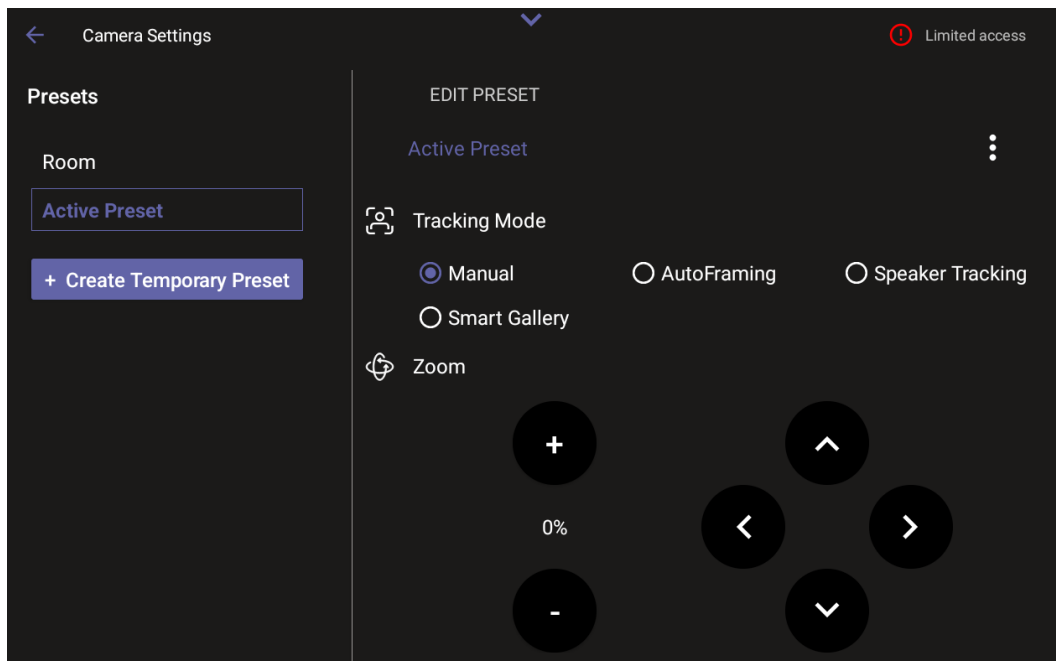 Camera Settings
Limited access
Presets
Room
Active Preset
+ Create Temporary Preset
EDIT PRESET
Active Preset
Tracking Mode
Manual
AutoFraming
Speaker Tracking
Smart Gallery
Zoom
+
0%
-